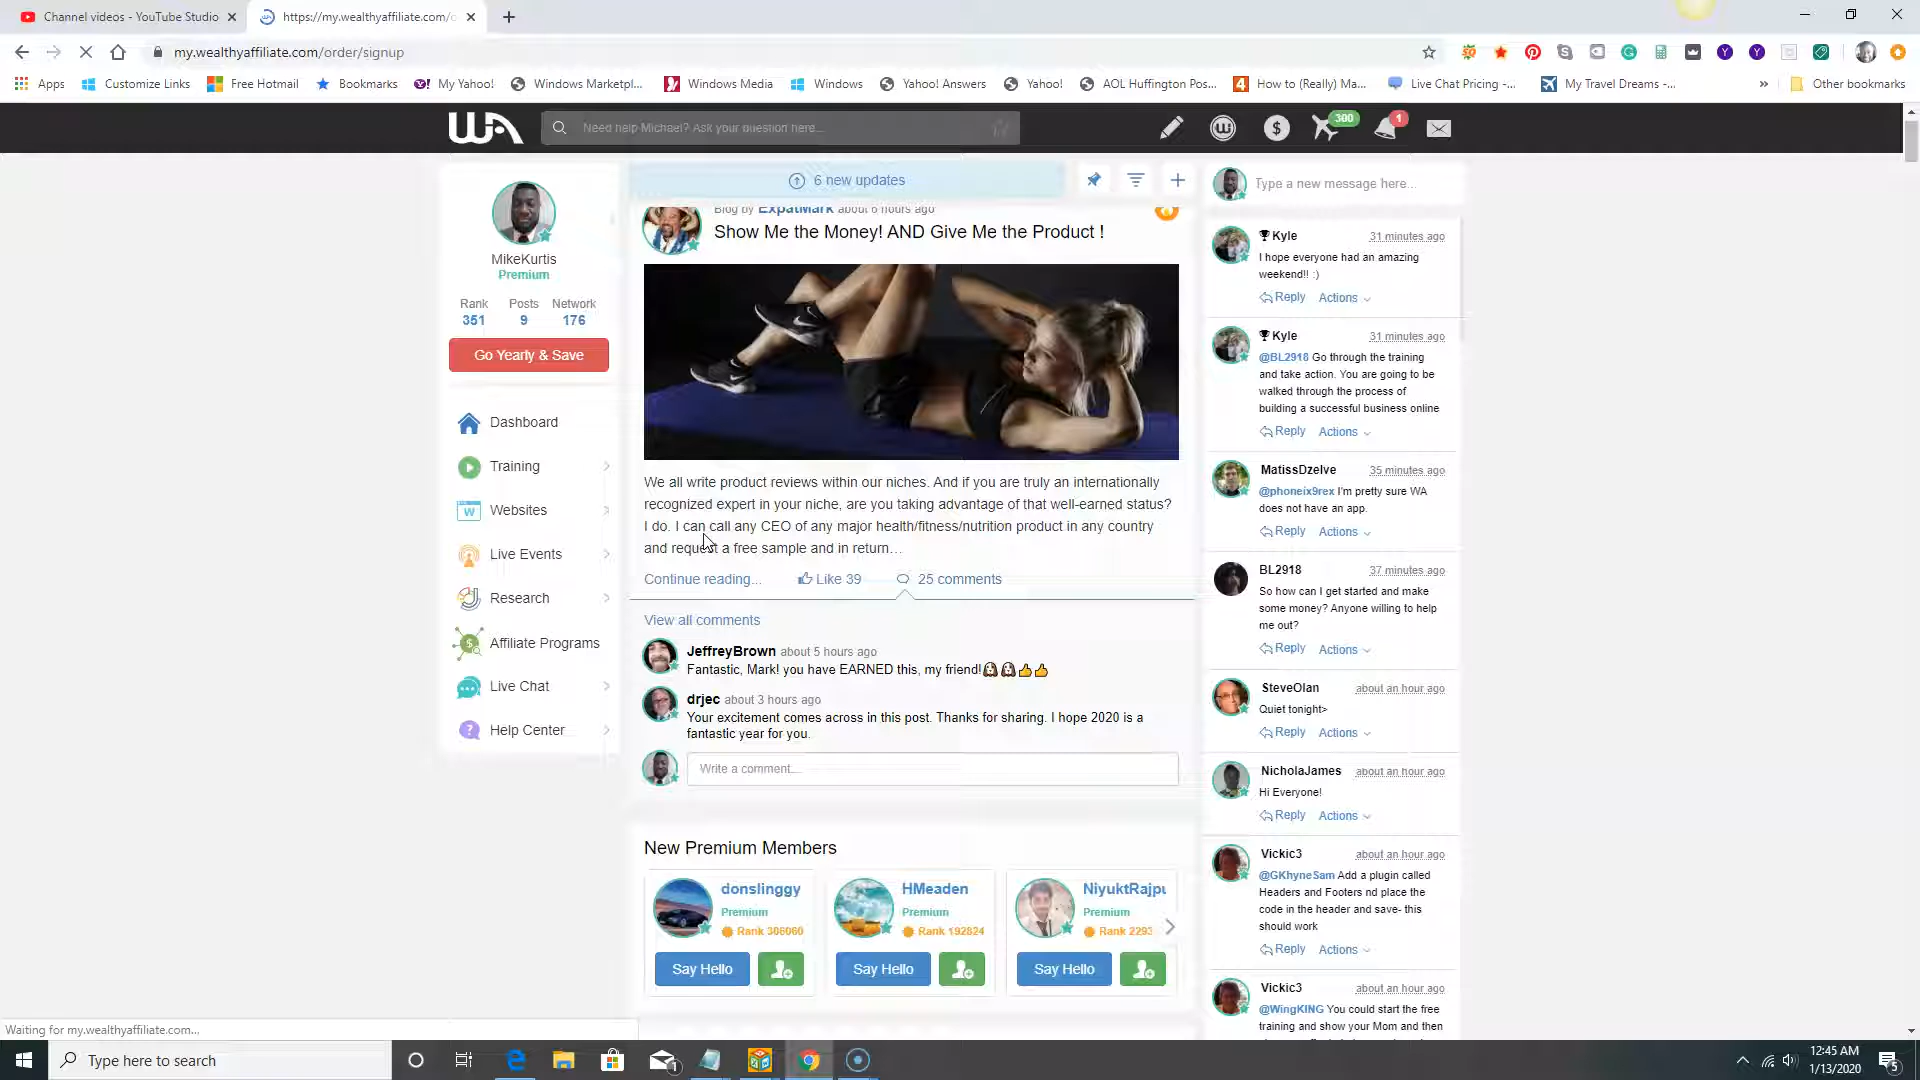 Channel videos - YouTube Studio
https://my.wealthyaffiliate.com/o
my.wealthyaffiliate.com/order/signup
Apps
Customize Links
Free Hotmail
Bookmarks
My Yahoo!
Windows Marketpl...
Windows Media
Windows
Yahoo! Answers
Yahoo!
AOL Huffington Pos...
How to (Really) Ma...
Live Chat Pricing -...
My Travel Dreams -...
»
Other bookmarks
WA
Need help Michael? Ask your question here...
300
1
MikeKurtis
Premium
Rank Posts Network
351 9 176
Go Yearly & Save
Dashboard
Training
Websites
Live Events
Research
Affiliate Programs
Live Chat
Help Center
6 new updates
Blog by ExpatMark about 6 hours ago
Show Me the Money! AND Give Me the Product !
We all write product reviews within our niches. And if you are truly an internationally
recognized expert in your niche, are you taking advantage of that well-earned status?
I do. I can call any CEO of any major health/fitness/nutrition product in any country
and request a free sample and in return…
Continue reading...
Like 39
25 comments
View all comments
JeffreyBrown about 5 hours ago
Fantastic, Mark! you have EARNED this, my friend!🐶🐶👍👍
drjec about 3 hours ago
Your excitement comes across in this post. Thanks for sharing. I hope 2020 is a
fantastic year for you.
Write a comment...
New Premium Members
donslinggy
Premium
Rank 306060
Say Hello
HMeaden
Premium
Rank 192824
Say Hello
NiyuktRajpu
Premium
Rank 2293
Say Hello
Type a new message here...
Kyle 31 minutes ago
I hope everyone had an amazing
weekend!! :)
Reply Actions
Kyle 31 minutes ago
@BL2918 Go through the training
and take action. You are going to be
walked through the process of
building a successful business online
Reply Actions
MatissDzelve 35 minutes ago
@phoneix9rex I'm pretty sure WA
does not have an app.
Reply Actions
BL2918 37 minutes ago
So how can I get started and make
some money? Anyone willing to help
me out?
Reply Actions
SteveOlan about an hour ago
Quiet tonight>
Reply Actions
NicholaJames about an hour ago
Hi Everyone!
Reply Actions
Vickic3 about an hour ago
@GKhyneSam Add a plugin called
Headers and Footers nd place the
code in the header and save- this
should work
Reply Actions
Vickic3 about an hour ago
@WingKING You could start the free
training and show your Mom and then
Waiting for my.wealthyaffiliate.com...
Type here to search
1
12:45 AM
1/13/2020
5